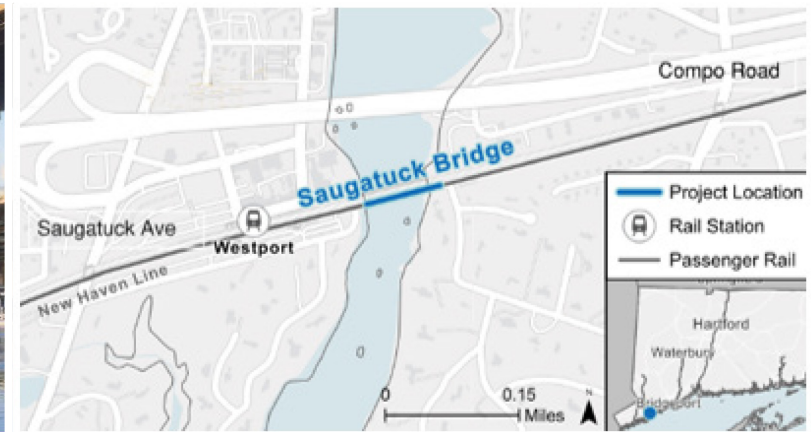 Compo Road
Saugatuck Bridge
Saugatuck Ave
Westport
New Haven Line
Project Location
Rail Station
Passenger Rail
Hartford
Waterbury
Bridgeport
0 0.15
Miles
N